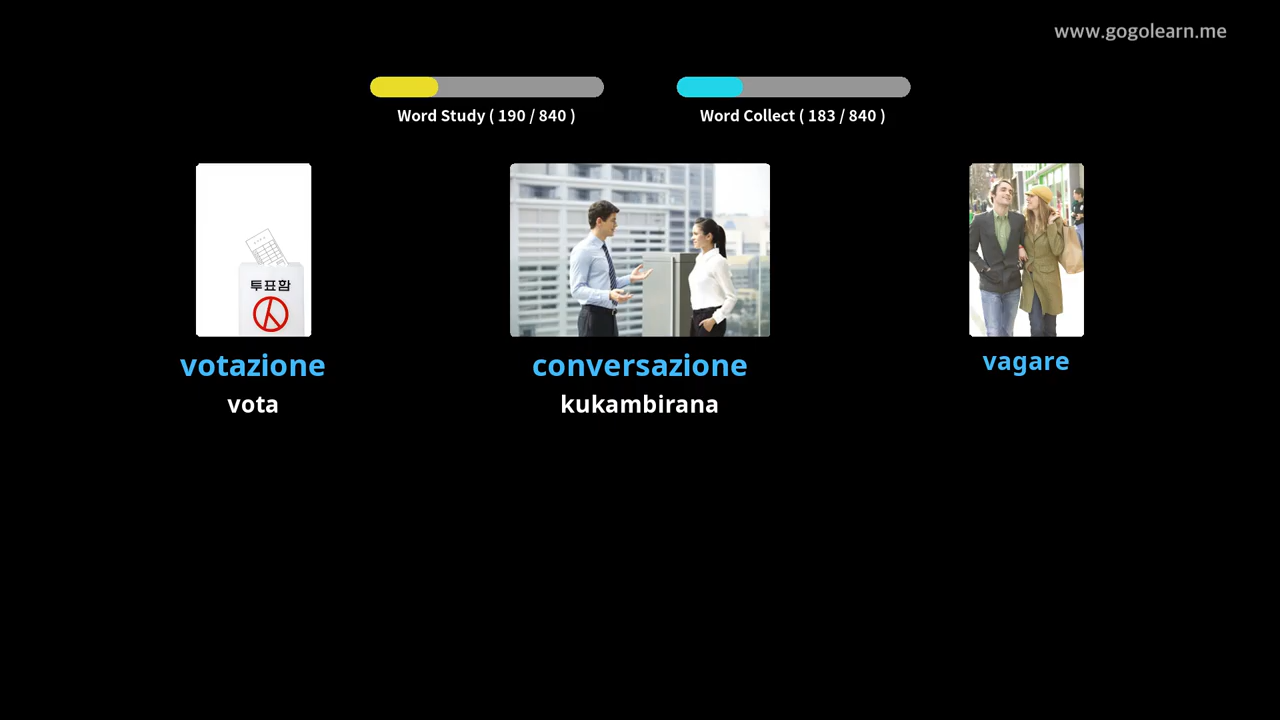 www.gogolearn.me
Word Study ( 190 / 840 )
Word Collect ( 183 / 840 )
투표함
votazione
conversazione
vagare
vota
kukambirana